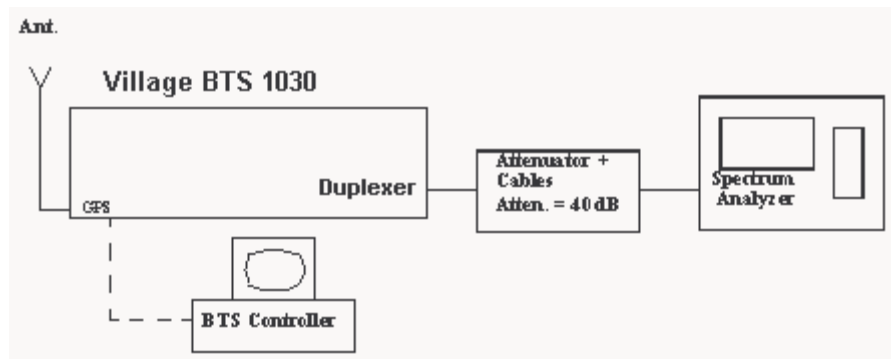 Ant.
Village BTS 1030
Duplexer
GPS
Attenuator +
Cables
Atten. = 40 dB
Spectrum
Analyzer
BTS Controller